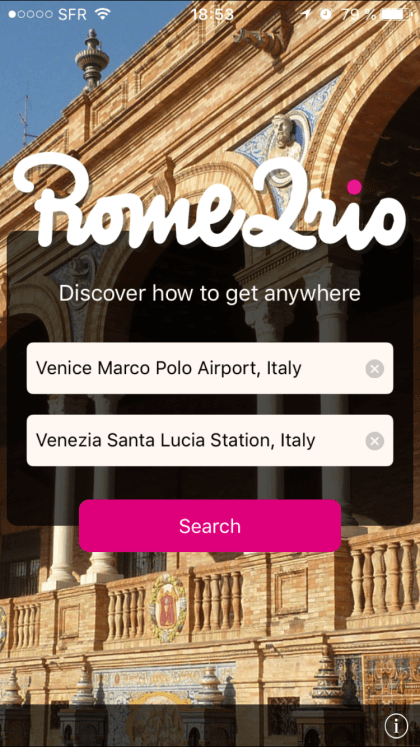 SFR 18:53 79 %
Rome2rio
Discover how to get anywhere
Venice Marco Polo Airport, Italy
Venezia Santa Lucia Station, Italy
Search
i